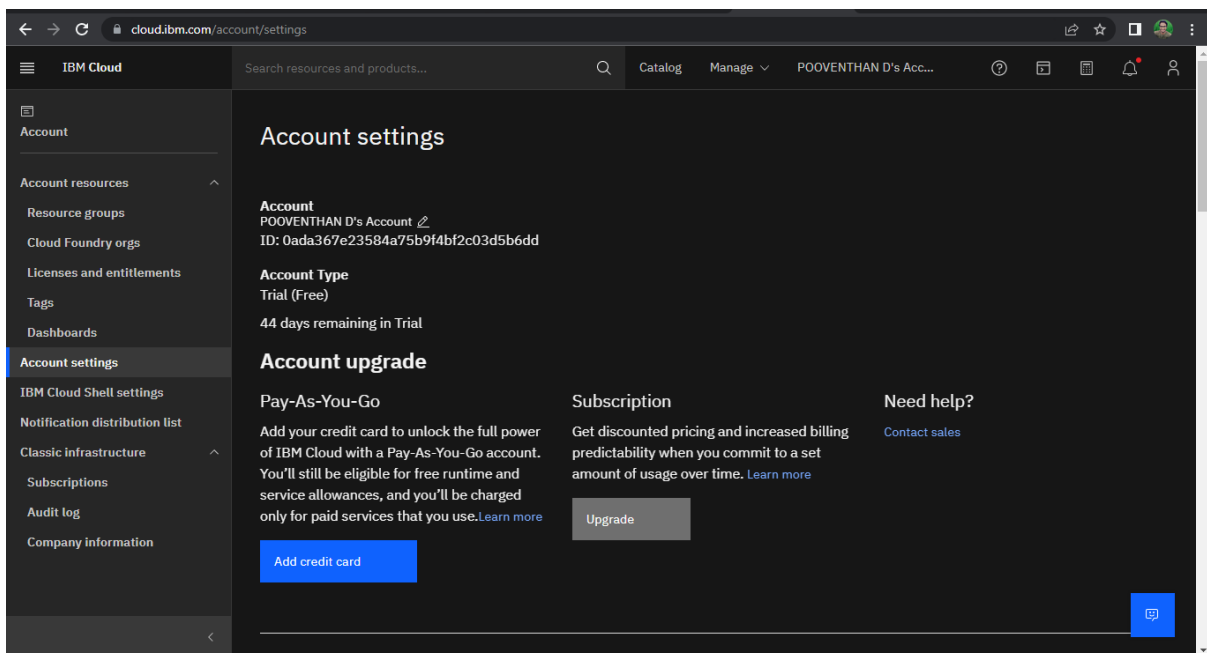 cloud.ibm.com/account/settings
IBM Cloud
Search resources and products...
Catalog
Manage
POOVENTHAN D's Acc...
Account
Account resources
Resource groups
Cloud Foundry orgs
Licenses and entitlements
Tags
Dashboards
Account settings
IBM Cloud Shell settings
Notification distribution list
Classic infrastructure
Subscriptions
Audit log
Company information
Account settings
Account
POOVENTHAN D's Account
ID: 0ada367e23584a75b9f4bf2c03d5b6dd
Account Type
Trial (Free)
44 days remaining in Trial
Account upgrade
Pay-As-You-Go
Add your credit card to unlock the full power
of IBM Cloud with a Pay-As-You-Go account.
You'll still be eligible for free runtime and
service allowances, and you'll be charged
only for paid services that you use.Learn more
Add credit card
Subscription
Get discounted pricing and increased billing
predictability when you commit to a set
amount of usage over time. Learn more
Upgrade
Need help?
Contact sales